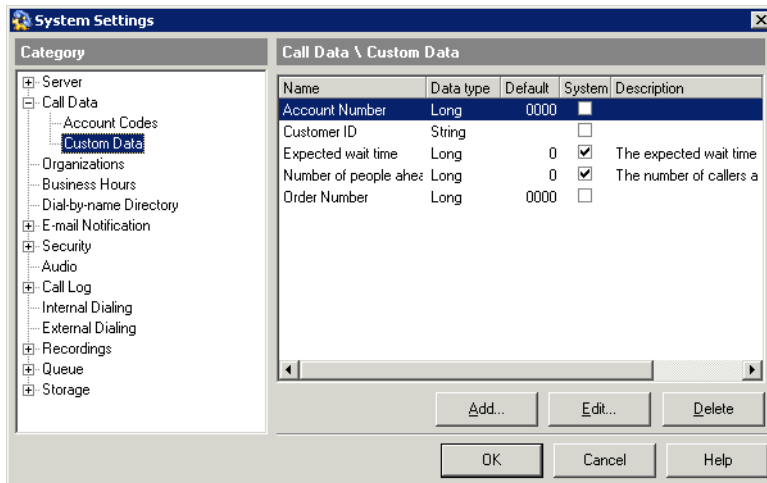 System Settings
Category
Call Data \ Custom Data
Server
Call Data
Account Codes
Custom Data
Organizations
Business Hours
Dial-by-name Directory
E-mail Notification
Security
Audio
Call Log
Internal Dialing
External Dialing
Recordings
Queue
Storage
Name Data type Default System Description
Account Number Long 0000
Customer ID String
Expected wait time Long 0 The expected wait time
Number of people ahea Long 0 The number of callers a
Order Number Long 0000
Add... Edit... Delete
OK Cancel Help